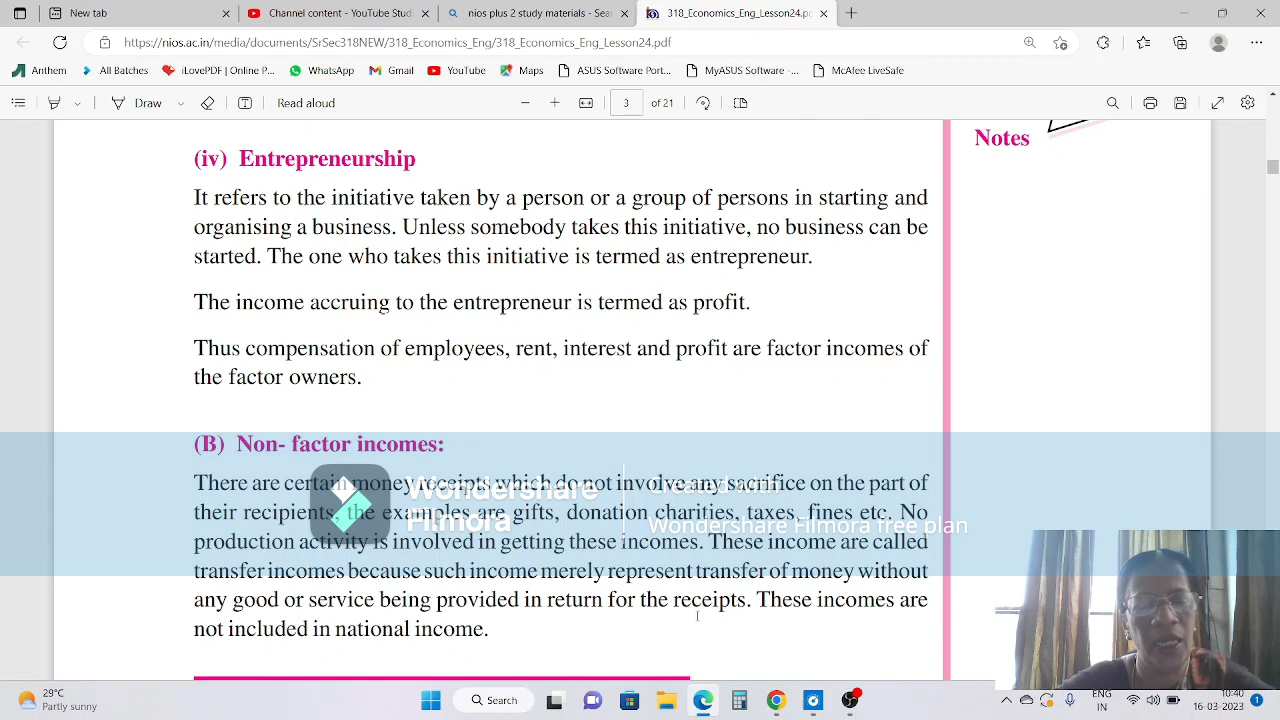 New tab
Content - YouTube Studi
nios plus 2 study materials - Sear
318_Economics_Eng_Lesson24.p
https://nios.ac.in/media/documents/SrSec318NEW/318_Economics_Eng/318_Economics_Eng_Lesson24.pdf
Anthem
All Batches
iLovePDF | Online P...
WhatsApp
Gmail
YouTube
Maps
ASUS Software Port...
MyASUS Software -...
McAfee LiveSafe
Draw
Read aloud
3 of 21
Notes
(iv) Entrepreneurship
It refers to the initiative taken by a person or a group of persons in starting and
organising a business. Unless somebody takes this initiative, no business can be
started. The one who takes this initiative is termed as entrepreneur.
The income accruing to the entrepreneur is termed as profit.
Thus compensation of employees, rent, interest and profit are factor incomes of
the factor owners.
(B) Non- factor incomes:
There are certain money receipts which do not involve any sacrifice on the part of
their recipients, the examples are gifts, donation charities, taxes, fines etc. No
production activity is involved in getting these incomes. These income are called
transfer incomes because such income merely represent transfer of money without
any good or service being provided in return for the receipts. These incomes are
not included in national income.
Wondershare
Filmora
Created with
Wondershare Filmora free plan
29°C
Partly sunny
Search
ENG
IN
10:40
16-03-2023
1